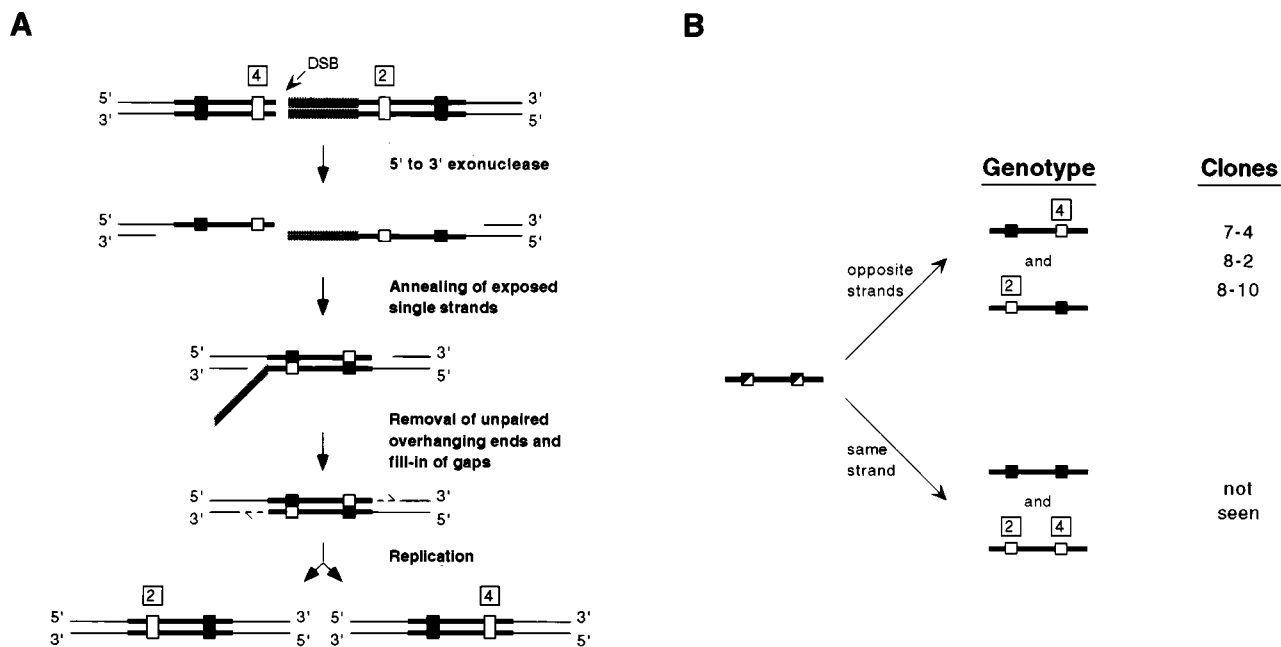 A
DSB
4
2
5' 3'
3' 5'
5' to 3' exonuclease
5' 3'
3' 5'
Annealing of exposed
single strands
5' 3'
3' 5'
Removal of unpaired
overhanging ends and
fill-in of gaps
5' 3'
3' 5'
Replication
2
4
5' 3' 5' 3'
3' 5' 3' 5'
B
Genotype
Clones
4
7-4
opposite
strands
and
8-2
2
8-10
same
strand
and
not
seen
2
4